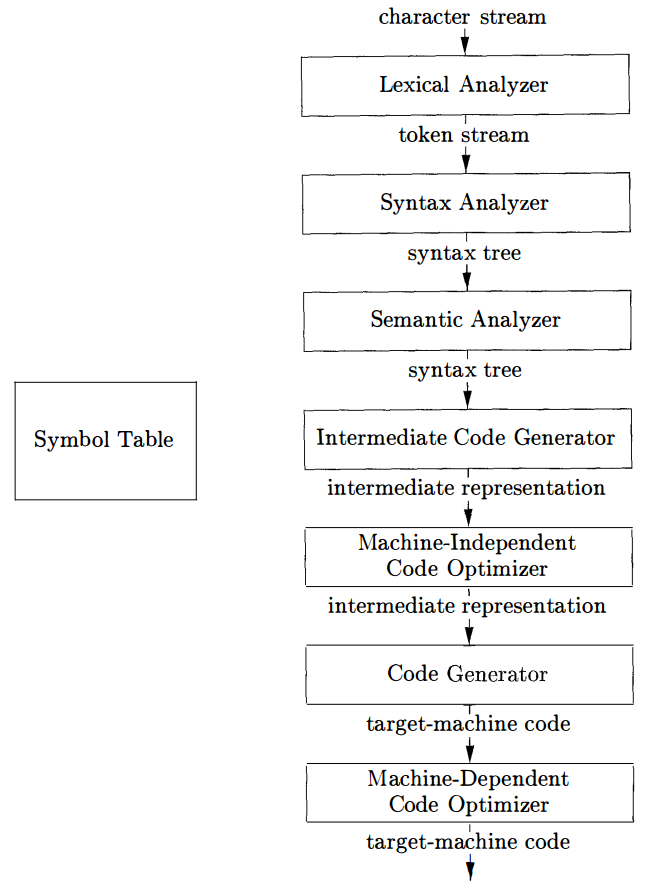 character stream
Lexical Analyzer
token stream
Syntax Analyzer
syntax tree
Semantic Analyzer
syntax tree
Symbol Table
Intermediate Code Generator
intermediate representation
Machine-Independent
Code Optimizer
intermediate representation
Code Generator
target-machine code
Machine-Dependent
Code Optimizer
target-machine code